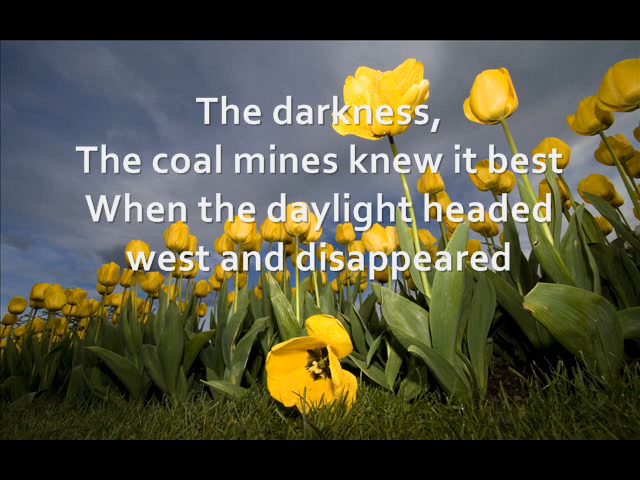 The darkness,
The coal mines knew it best
When the daylight headed
west and disappeared